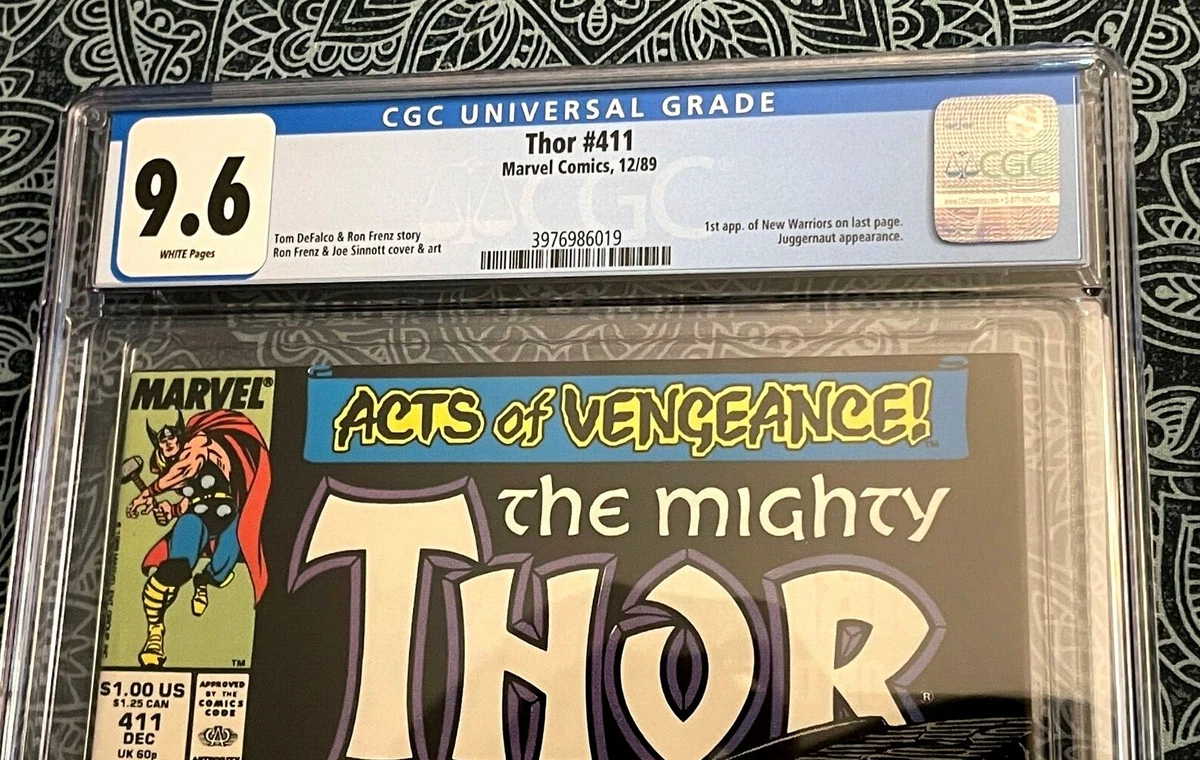 CGC UNIVERSAL GRADE
9.6
WHITE Pages
Thor #411
Marvel Comics, 12/89
Tom DeFalco & Ron Frenz story
Ron Frenz & Joe Sinnott cover & art
3976986019
1st app. of New Warriors on last page.
Juggernaut appearance.
CGC
MARVEL®
ACTS of VENGEANCE!
THE MIGHTY
THOR®
TM
$1.00 US
$1.25 CAN
411
DEC
UK 60p
APPROVED
BY THE
COMICS
CODE